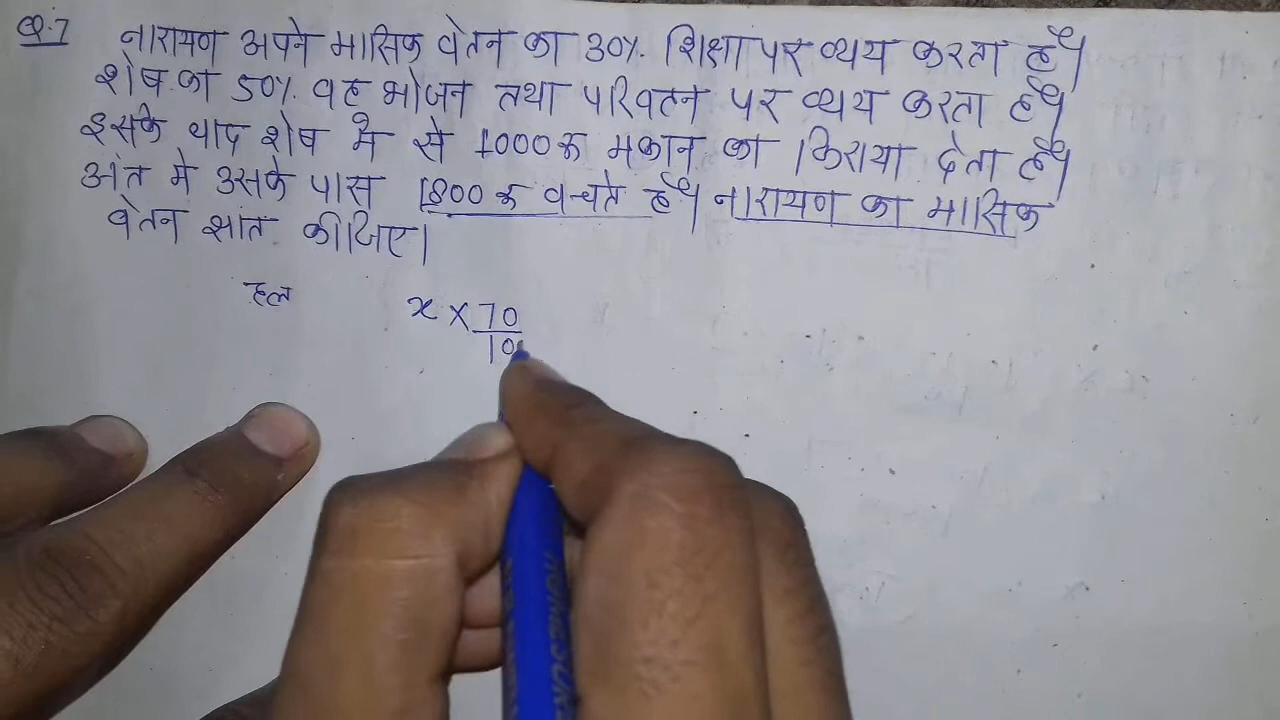 Q.7 नारायण अपने मासिक वेतन का 30%. शिक्षा पर व्यय करता है।
शेष का 50%. वह भोजन तथा परिवहन पर व्यय करता है।
इसके बाद शेष मे से 1000रू मकान का किराया देता है।
अंत मे उसके पास 1800 रू बचते है। नारायण का मासिक
वेतन ज्ञात कीजिए।
हल x × 70
10